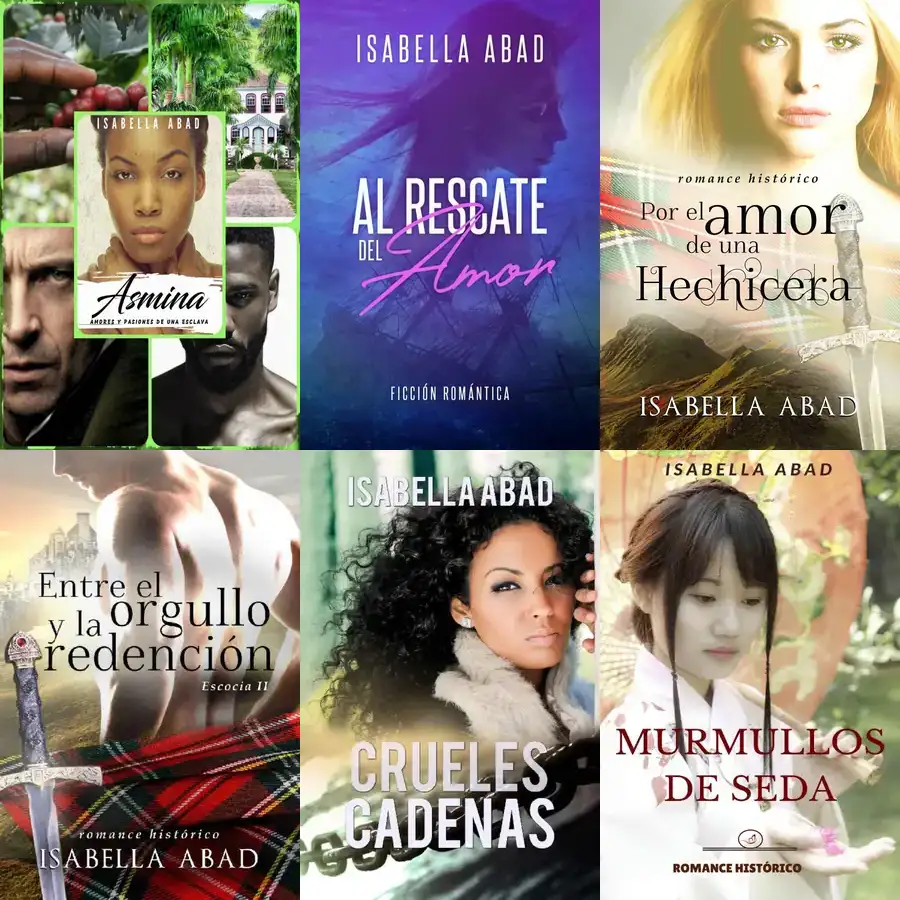 ISABELLA ABAD
Asmina
AMORES Y PASIONES DE UNA ESCLAVA
ISABELLA ABAD
AL RESCATE
DEL
Amor
FICCIÓN ROMÁNTICA
romance histórico
Por el amor
de una
Hechicera
ISABELLA ABAD
Entre el
orgullo
y la
redención
Escocia II
romance histórico
ISABELLA ABAD
ISABELLA ABAD
CRUELES
CADENAS
ISABELLA ABAD
MURMULLOS
DE SEDA
ROMANCE HISTÓRICO